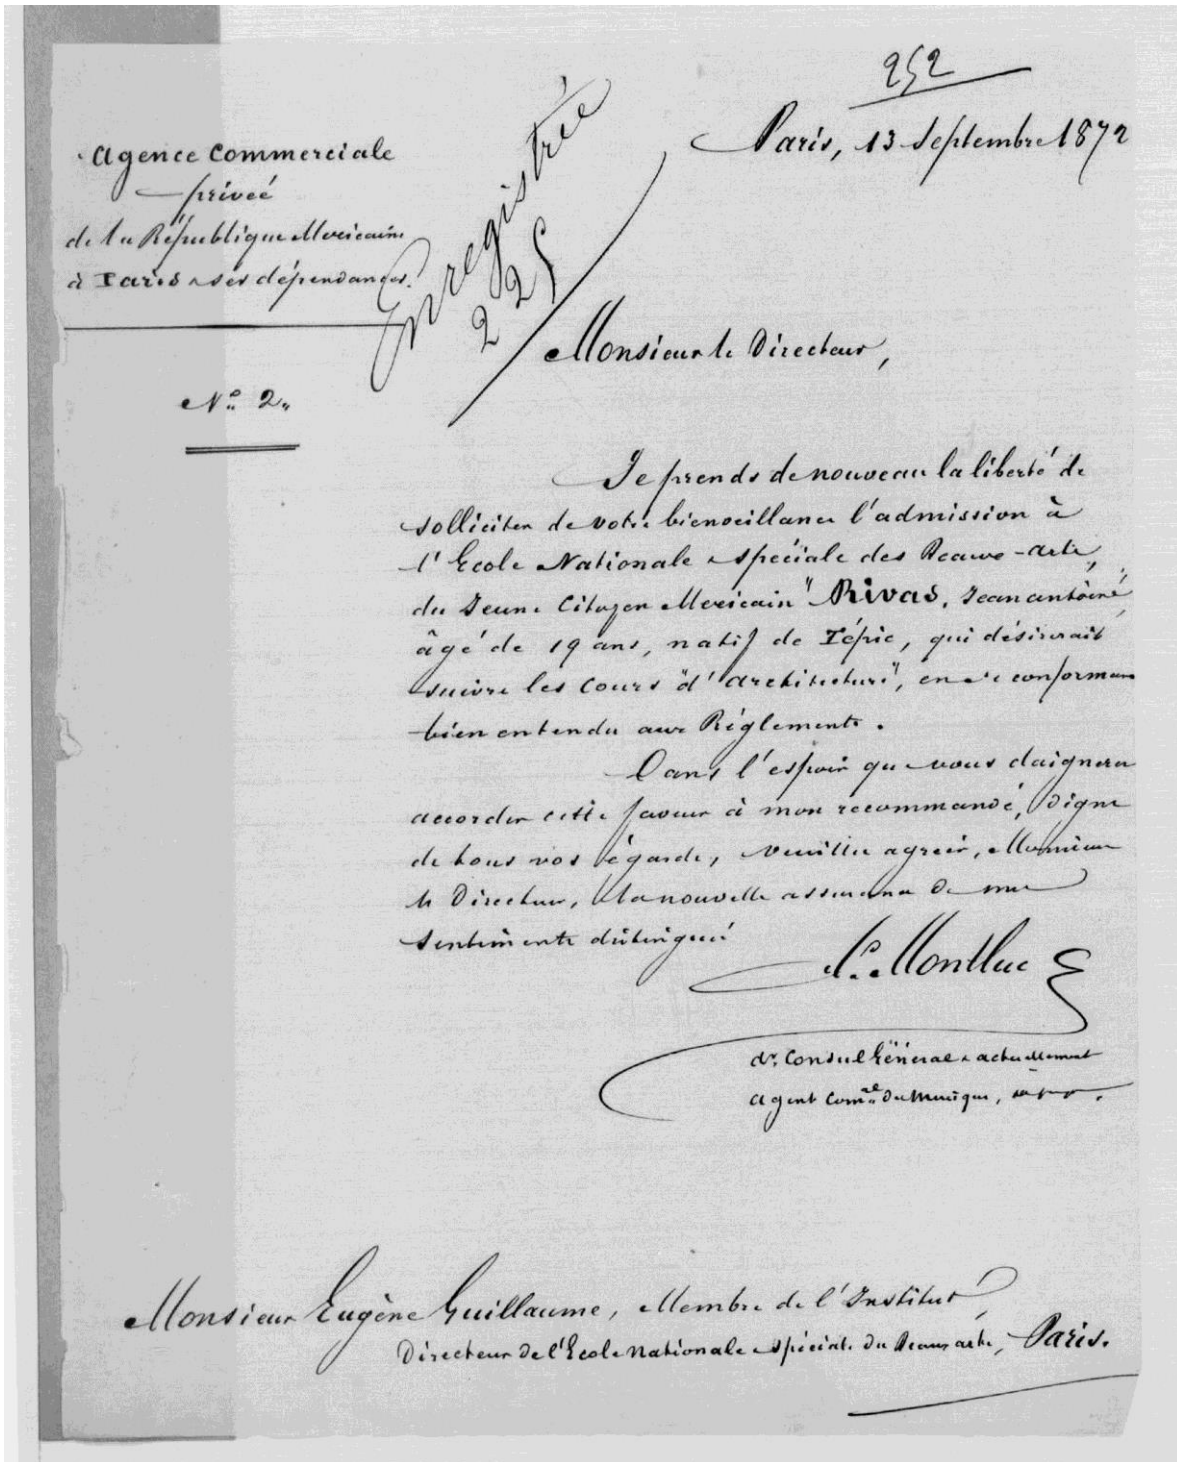 252
Paris, 13 Septembre 1872
Agence Commerciale
privée
de la République Mexicaine
à Paris & ses dépendances.
Enregistrée
225
Monsieur le Directeur,
N° 2.
Je prends de nouveau la liberté de
solliciter de votre bienveillance l'admission à
l'Ecole Nationale & spéciale des Beaux-arts,
du Jeune Citoyen Mexicain "Rivas, Jean antoine,
âgé de 19 ans, natif de Tépic, qui désirerait
suivre les Cours "d'architecture", en se conformant
bien entendu aux Réglements.
Dans l'espoir que vous daignerez
accorder cette faveur à mon recommandé, digne
de tous vos égards, veuillez agréer, Monsieur
le Directeur, la nouvelle assurance de mes
sentiments distingués
Montluc
Consul Général & actuellement
agent Com.al du Mexique,
Monsieur Eugène Guillaume, Membre de l'Institut,
Directeur de l'Ecole nationale & spéciale des Beaux arts, Paris.